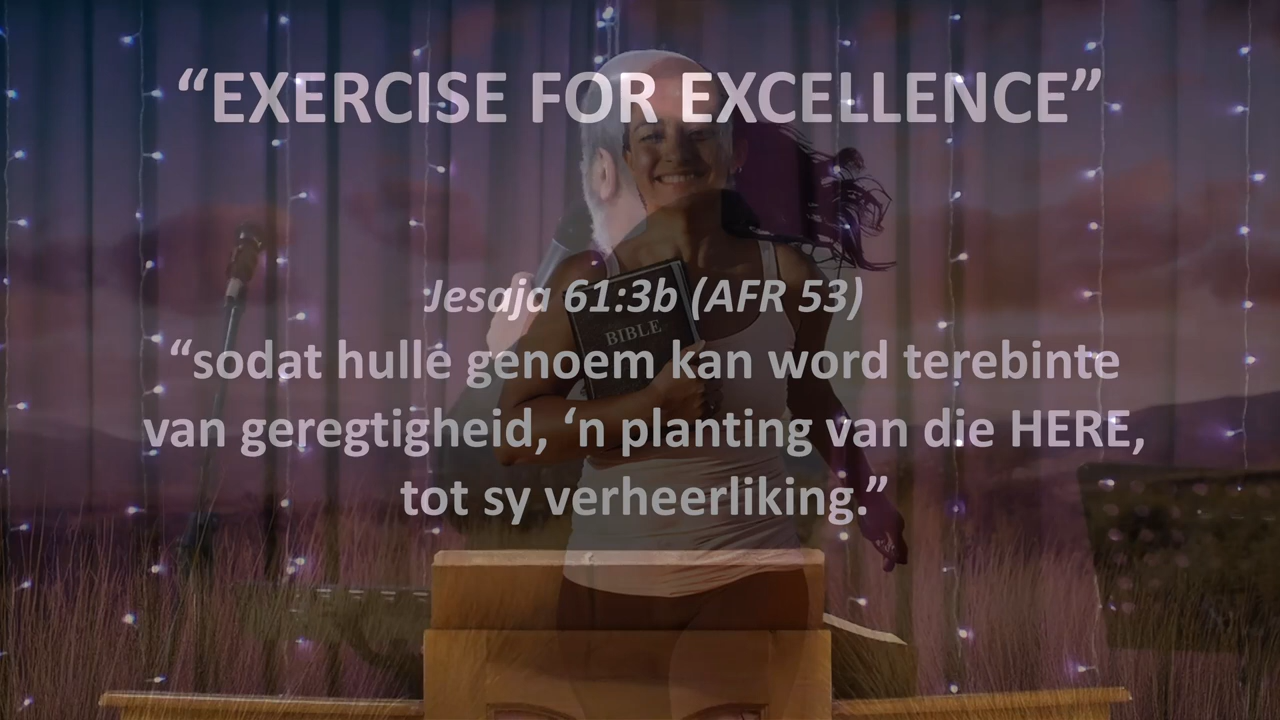 “EXERCISE FOR EXCELLENCE”
Jesaja 61:3b (AFR 53)
“sodat hulle genoem kan word terebinte
van geregtigheid, ‘n planting van die HERE,
tot sy verheerliking.”
BIBLE